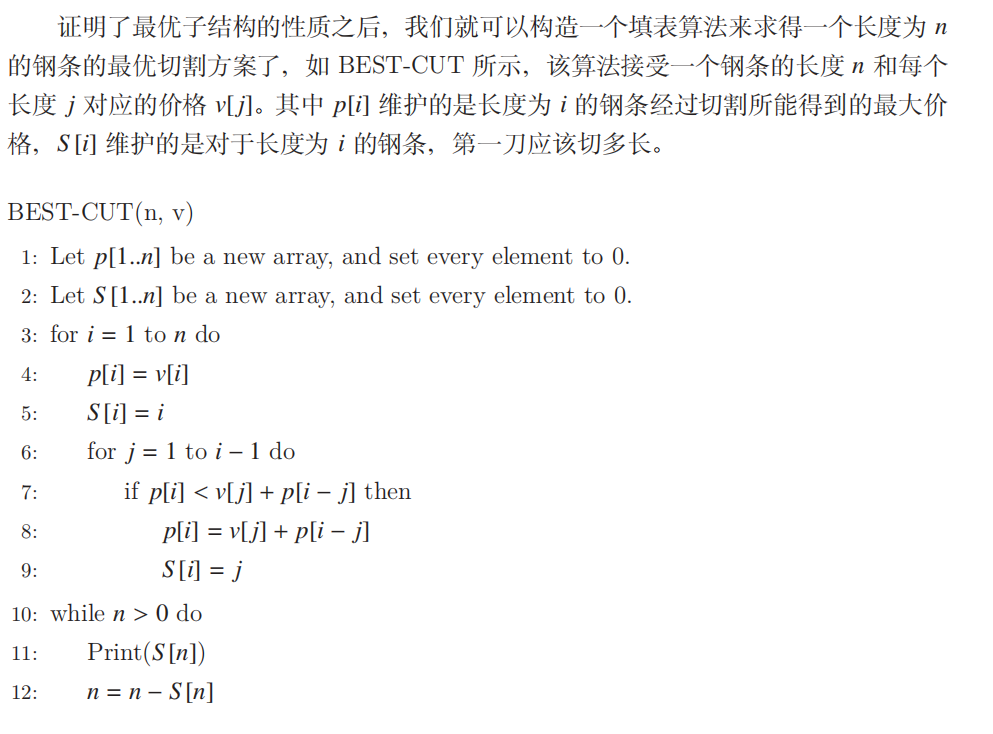 证明了最优子结构的性质之后，我们就可以构造一个填表算法来求得一个长度为 n
的钢条的最优切割方案了，如 BEST-CUT 所示，该算法接受一个钢条的长度 n 和每个
长度 j 对应的价格 v[j]。其中 p[i] 维护的是长度为 i 的钢条经过切割所能得到的最大价
格，S[i] 维护的是对于长度为 i 的钢条，第一刀应该切多长。
BEST-CUT(n, v)
1: Let p[1..n] be a new array, and set every element to 0.
2: Let S[1..n] be a new array, and set every element to 0.
3: for i = 1 to n do
4: p[i] = v[i]
5: S[i] = i
6: for j = 1 to i − 1 do
7: if p[i] < v[j] + p[i − j] then
8: p[i] = v[j] + p[i − j]
9: S[i] = j
10: while n > 0 do
11: Print(S[n])
12: n = n − S[n]